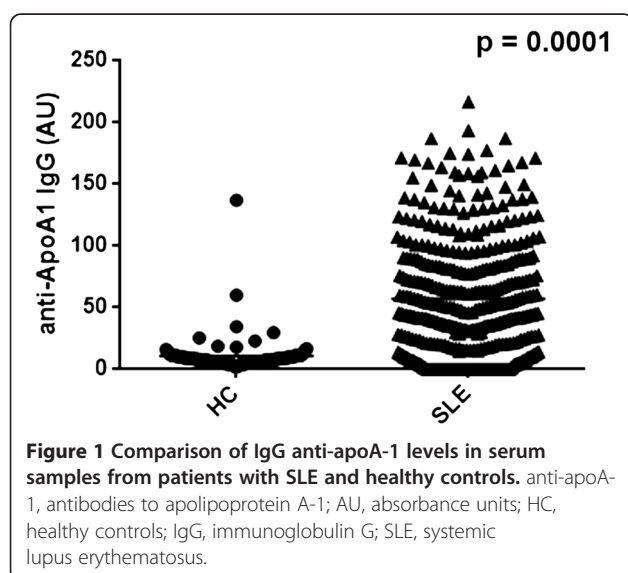 p = 0.0001
anti-ApoA1 IgG (AU)
250
200
150
100
50
0
HC
SLE
Figure 1 Comparison of IgG anti-apoA-1 levels in serum
samples from patients with SLE and healthy controls. anti-apoA-
1, antibodies to apolipoprotein A-1; AU, absorbance units; HC,
healthy controls; IgG, immunoglobulin G; SLE, systemic
lupus erythematosus.